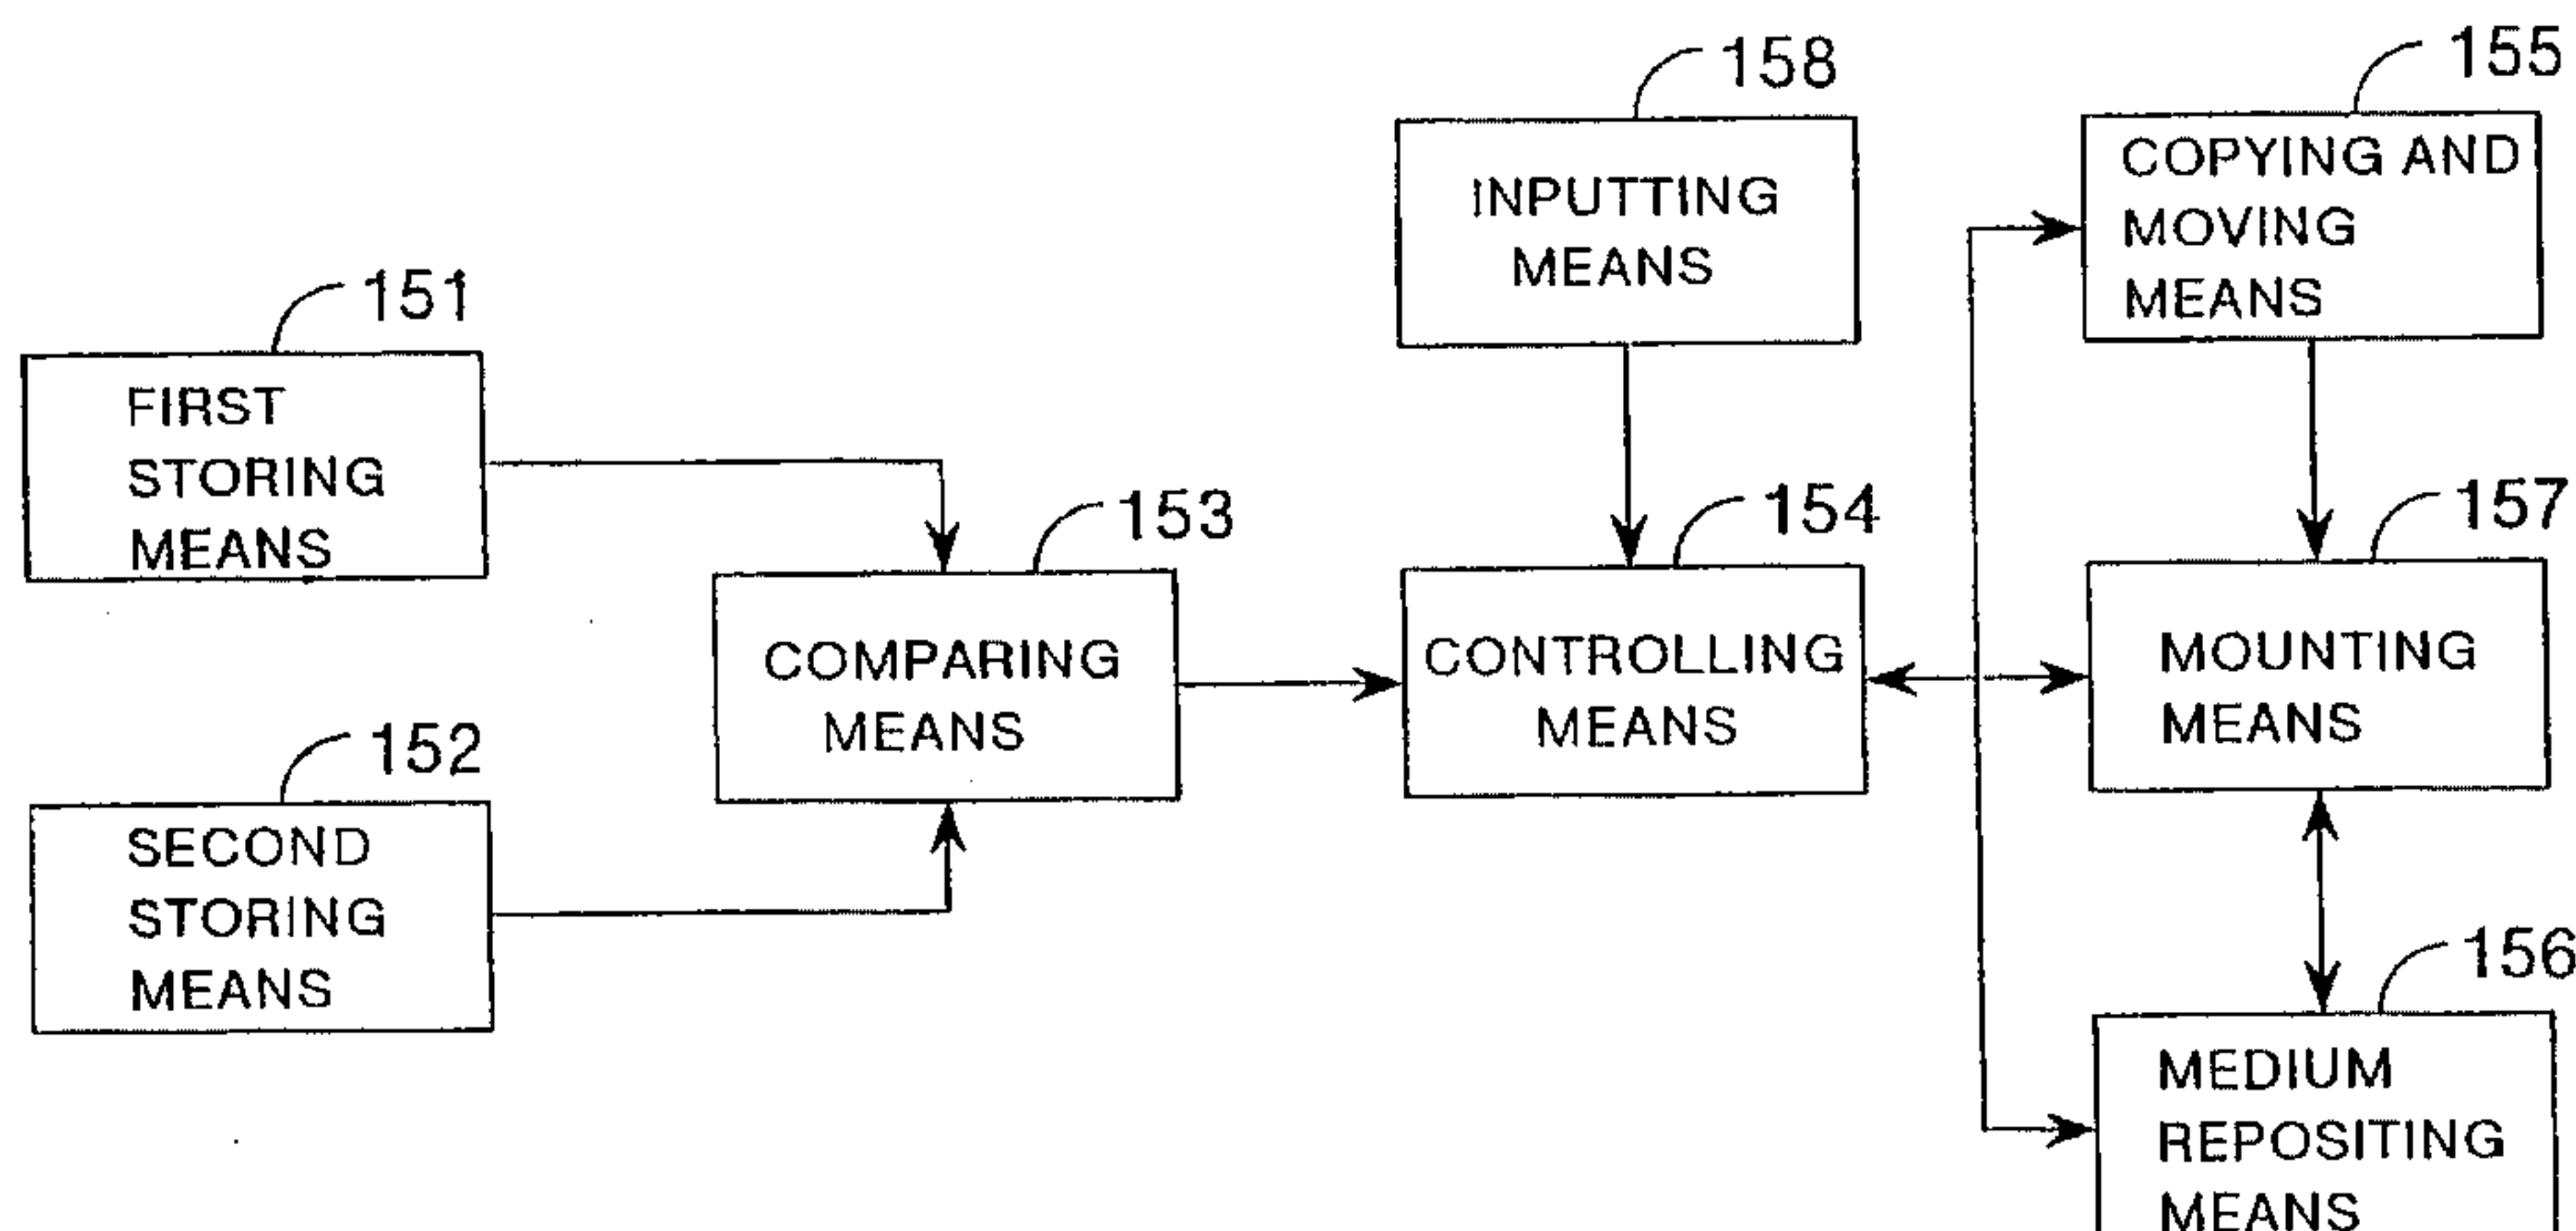 158
INPUTTING
MEANS
155
COPYING AND
MOVING
MEANS
151
FIRST
STORING
MEANS
153
COMPARING
MEANS
154
CONTROLLING
MEANS
157
MOUNTING
MEANS
152
SECOND
STORING
MEANS
156
MEDIUM
REPOSITING
MEANS